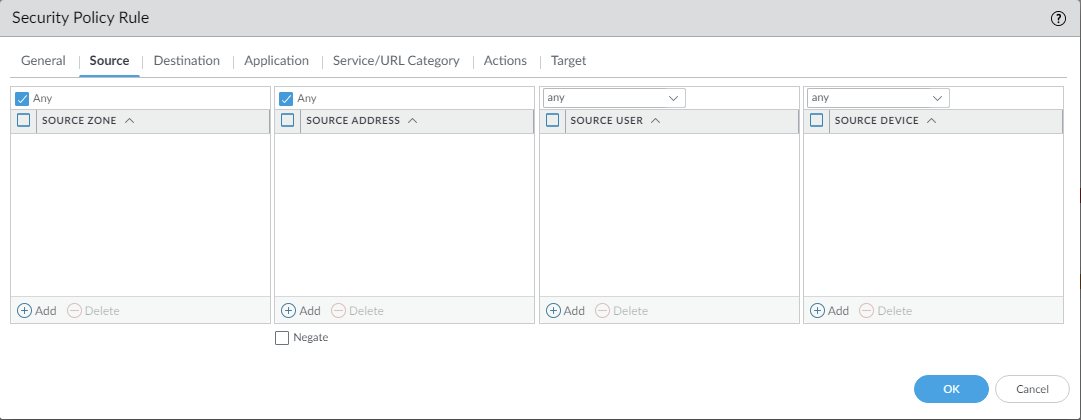 Security Policy Rule
General Source Destination Application Service/URL Category Actions Target
Any Any any any
SOURCE ZONE SOURCE ADDRESS SOURCE USER SOURCE DEVICE
Add Delete Add Delete Add Delete Add Delete
Negate
OK Cancel